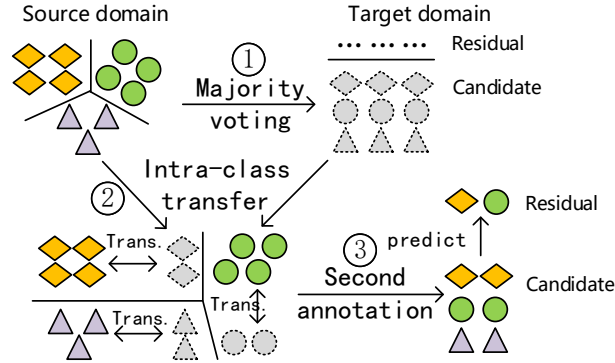 Source domain
Target domain
... ... ...
Residual
①
Majority
voting
Candidate
Intra-class
transfer
②
Trans.
Trans.
Trans.
③
Second
annotation
predict
Residual
Candidate